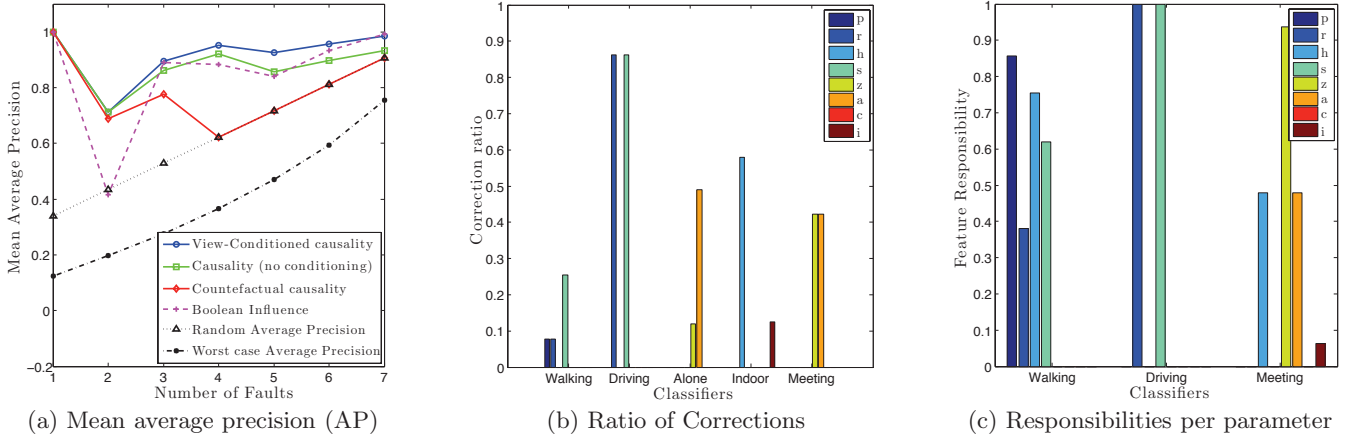 Mean Average Precision
1
0.8
0.6
0.4
0.2
0
−0.2
1 2 3 4 5 6 7
Number of Faults
View-Conditioned causality
Causality (no conditioning)
Countefactual causality
Boolean Influence
Random Average Precision
Worst case Average Precision
(a) Mean average precision (AP)
Correction ratio
1
0.9
0.8
0.7
0.6
0.5
0.4
0.3
0.2
0.1
0
Walking Driving Alone Indoor Meeting
Classifiers
p
r
h
s
z
a
c
i
(b) Ratio of Corrections
Feature Responsibility
1
0.9
0.8
0.7
0.6
0.5
0.4
0.3
0.2
0.1
0
Walking Driving Meeting
Classifiers
p
r
h
s
z
a
c
i
(c) Responsibilities per parameter